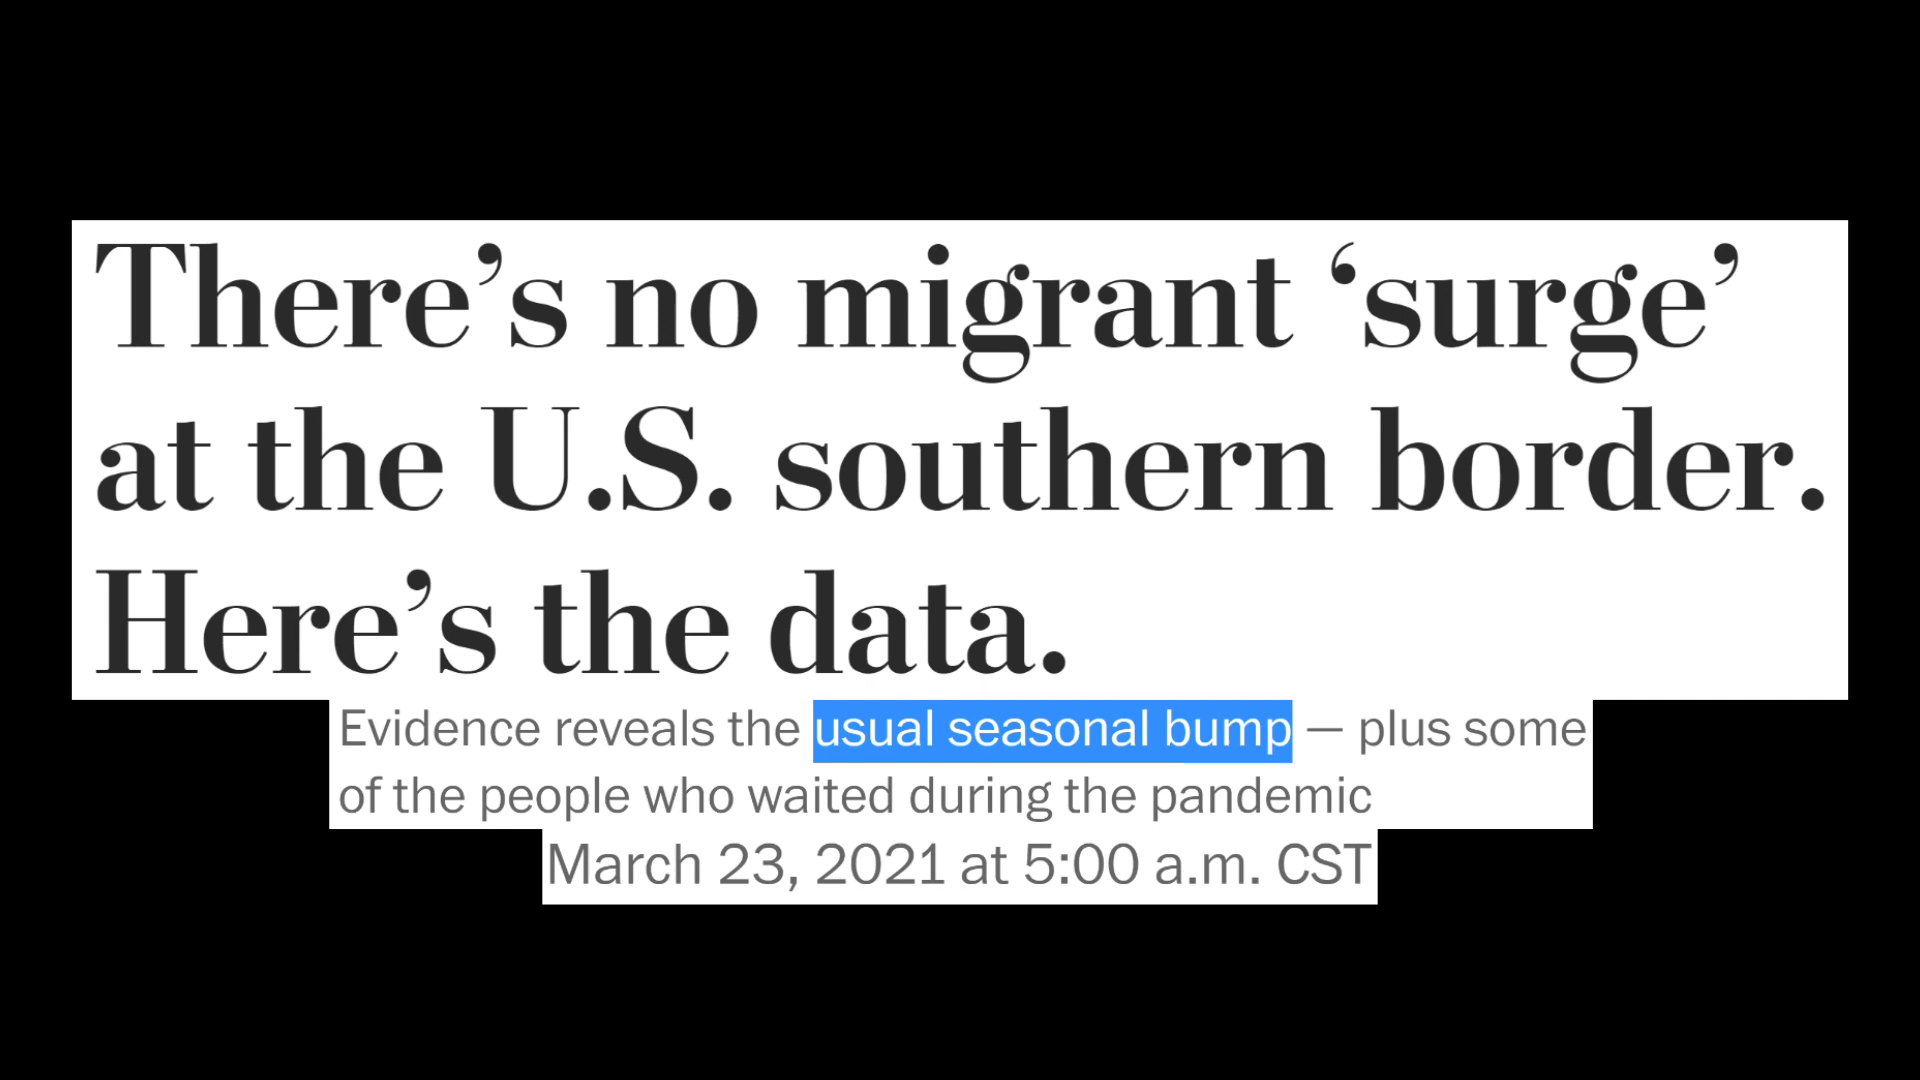 There’s no migrant ‘surge’
at the U.S. southern border.
Here’s the data.
Evidence reveals the usual seasonal bump — plus some
of the people who waited during the pandemic
March 23, 2021 at 5:00 a.m. CST